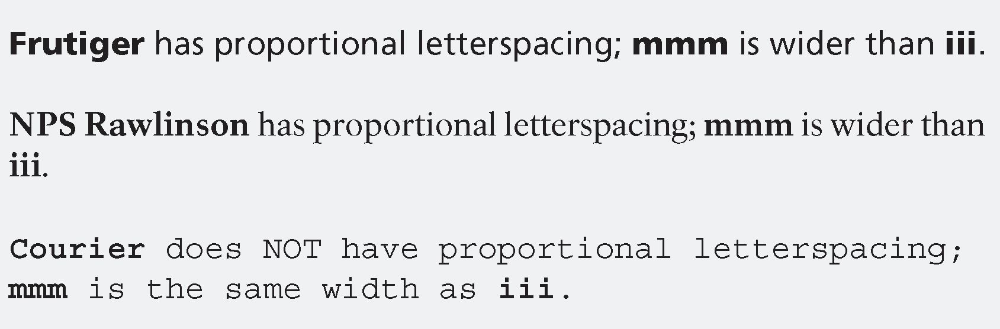 Frutiger has proportional letterspacing; mmm is wider than iii.
NPS Rawlinson has proportional letterspacing; mmm is wider than
iii.
Courier does NOT have proportional letterspacing;
mmm is the same width as iii.